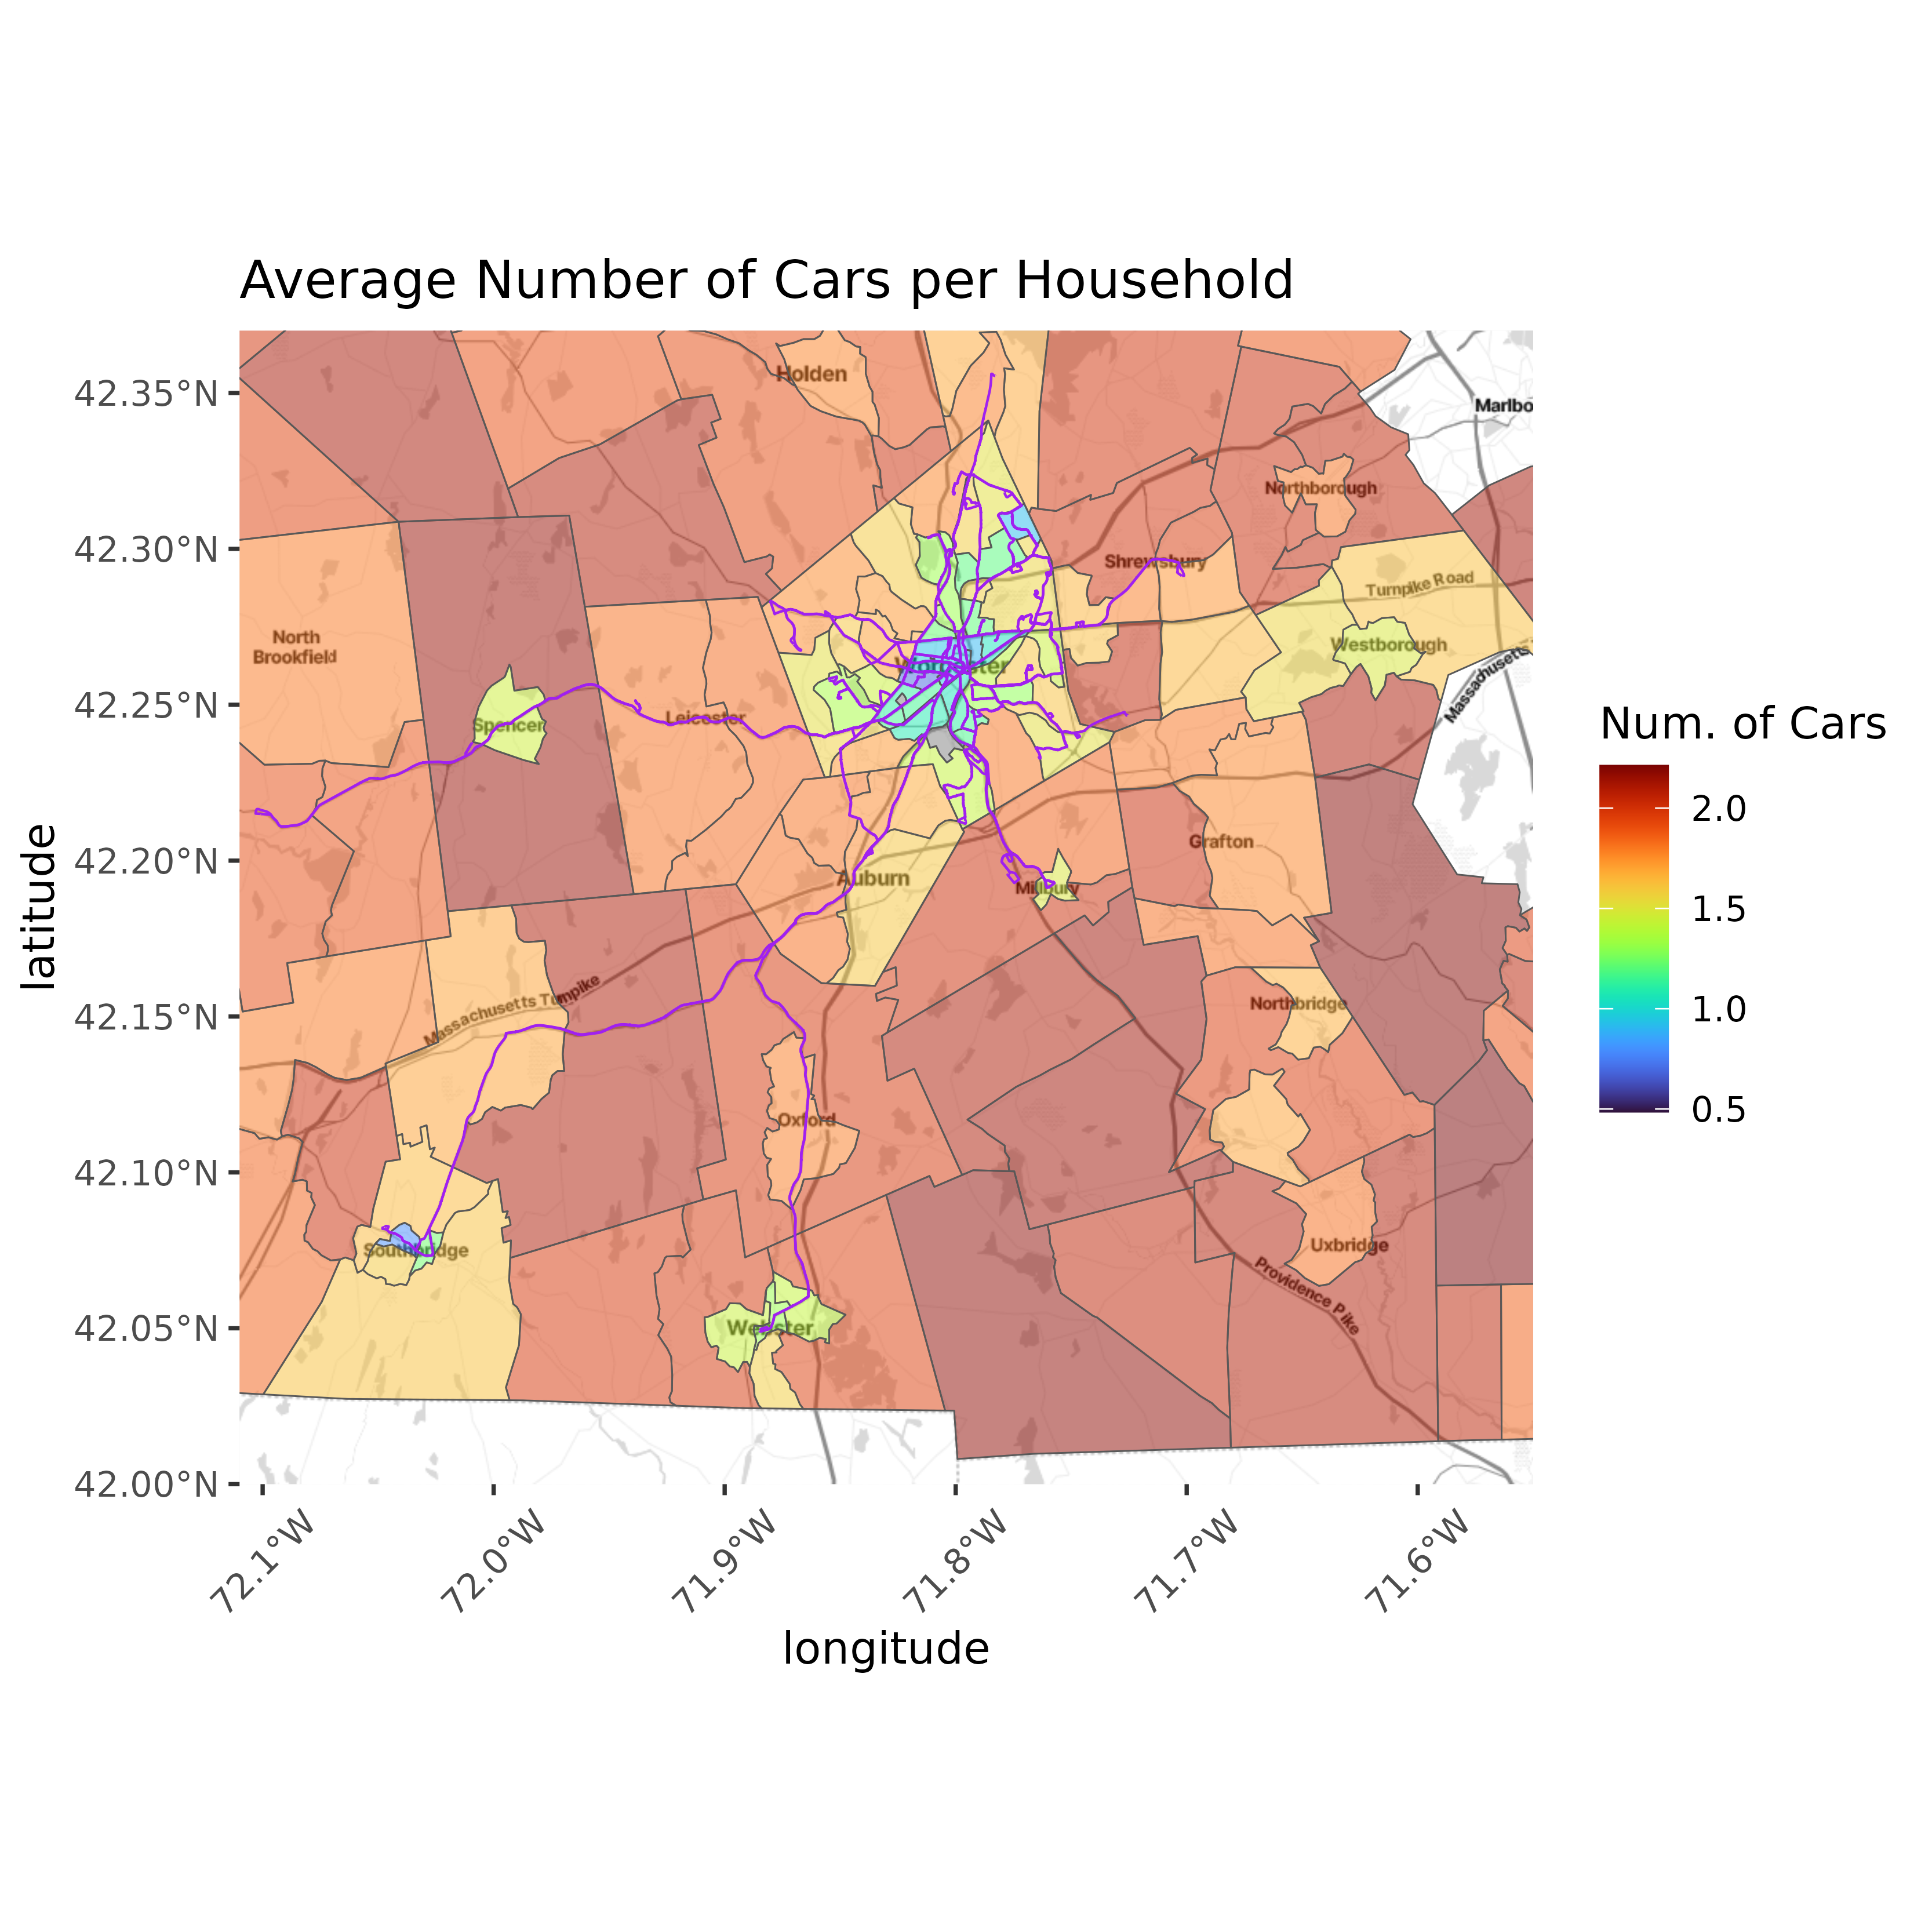 Average Number of Cars per Household
42.35°N
42.30°N
42.25°N
42.20°N
42.15°N
42.10°N
42.05°N
42.00°N
latitude
72.1°W
72.0°W
71.9°W
71.8°W
71.7°W
71.6°W
longitude
Holden
Marlbo
Northborough
Shrewsbury
Turnpike Road
North
Brookfield
Westborough
Worcester
Massachusetts
Spencer
Leicester
Grafton
Auburn
Millbury
Massachusetts Turnpike
Northbridge
Oxford
Southbridge
Uxbridge
Providence Pike
Webster
Num. of Cars
2.0
1.5
1.0
0.5